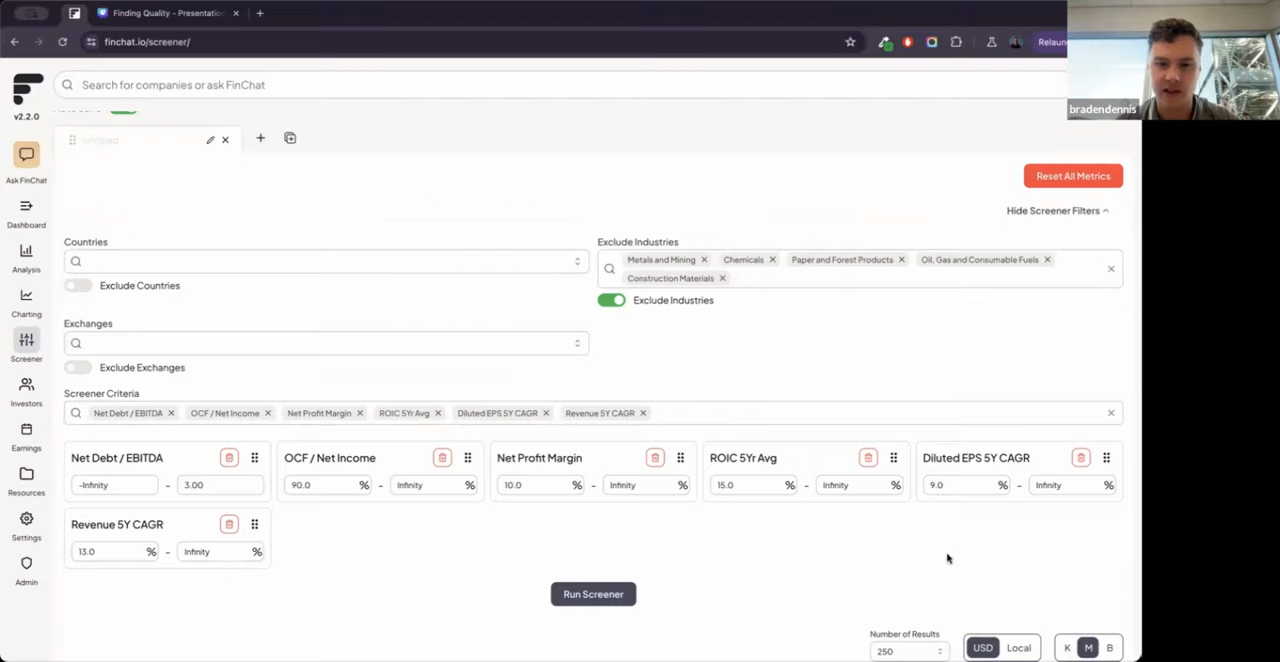 Finding Quality - Presentation
finchat.io/screener/
Relaun
bradendennis
Search for companies or ask FinChat
v2.2.0
Ask FinChat
Dashboard
Analysis
Charting
Screener
Investors
Earnings
Resources
Settings
Admin
Untitled
Reset All Metrics
Hide Screener Filters
Countries
Exclude Countries
Exclude Industries
Metals and Mining Chemicals Paper and Forest Products Oil, Gas and Consumable Fuels
Construction Materials
Exclude Industries
Exchanges
Exclude Exchanges
Screener Criteria
Net Debt / EBITDA OCF / Net Income Net Profit Margin ROIC 5Yr Avg Diluted EPS 5Y CAGR Revenue 5Y CAGR
Net Debt / EBITDA
-Infinity - 3.00
OCF / Net Income
90.0 % - Infinity %
Net Profit Margin
10.0 % - Infinity %
ROIC 5Yr Avg
15.0 % - Infinity %
Diluted EPS 5Y CAGR
9.0 % - Infinity %
Revenue 5Y CAGR
13.0 % - Infinity %
Run Screener
Number of Results
250
USD Local
K M B